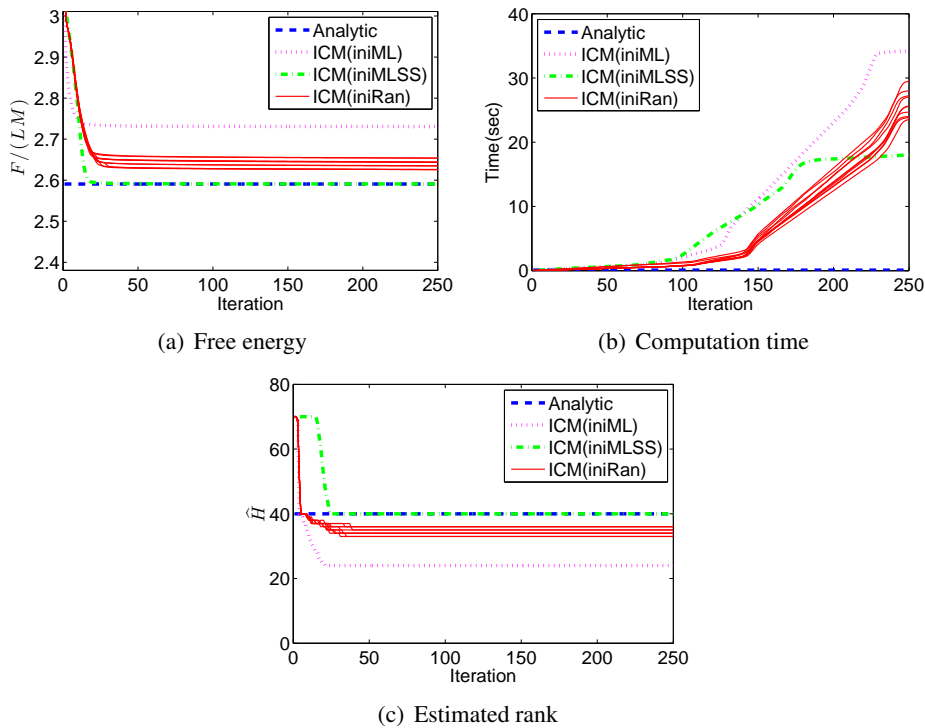 3
2.9
2.8
2.7
2.6
2.5
2.4
0
50
100
150
200
250
F/(LM)
Iteration
Analytic
ICM(iniML)
ICM(iniMLSS)
ICM(iniRan)
(a) Free energy
40
30
20
10
0
0
50
100
150
200
250
Time(sec)
Iteration
Analytic
ICM(iniML)
ICM(iniMLSS)
ICM(iniRan)
(b) Computation time
80
60
40
20
0
0
50
100
150
200
250
Ĥ
Iteration
Analytic
ICM(iniML)
ICM(iniMLSS)
ICM(iniRan)
(c) Estimated rank